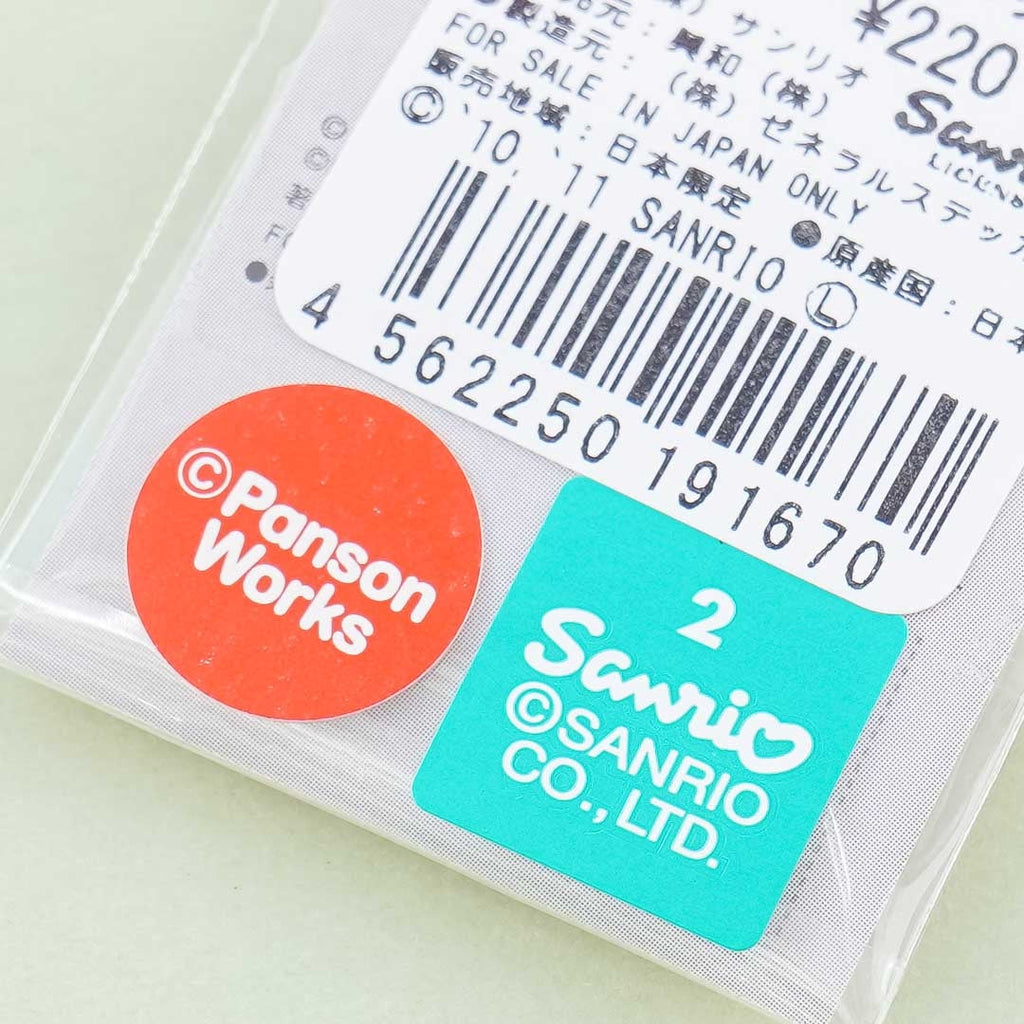 ¥220
サンリオ
元:興和(株)
製造元:(株)ゼネラルステッカ
FOR SALE IN JAPAN ONLY
販売地域:日本限定 ●原産国:日本
© '10, '11 SANRIO Ⓛ
4 562250 191670
©Panson
Works
2
Sanrio
©SANRIO
CO., LTD.